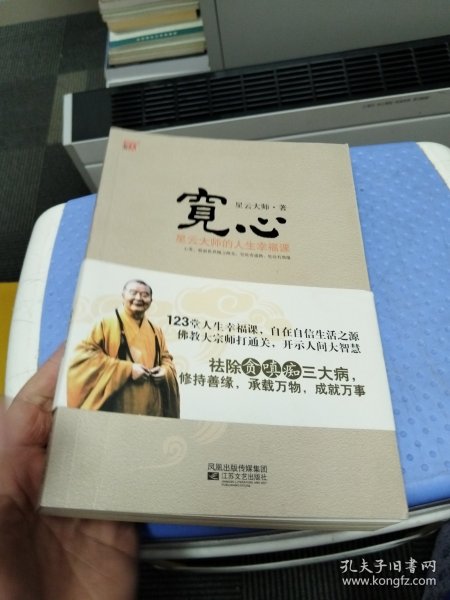 星云大师·著
宽心
星云大师的人生幸福课
123堂人生幸福课，自在自信生活之源
佛教大宗师打通关，开示人间大智慧
祛除贪嗔痴三大病，
修持善缘，承载万物，成就万事
凤凰出版传媒集团
江苏文艺出版社
孔夫子旧书网
www.kongfz.com